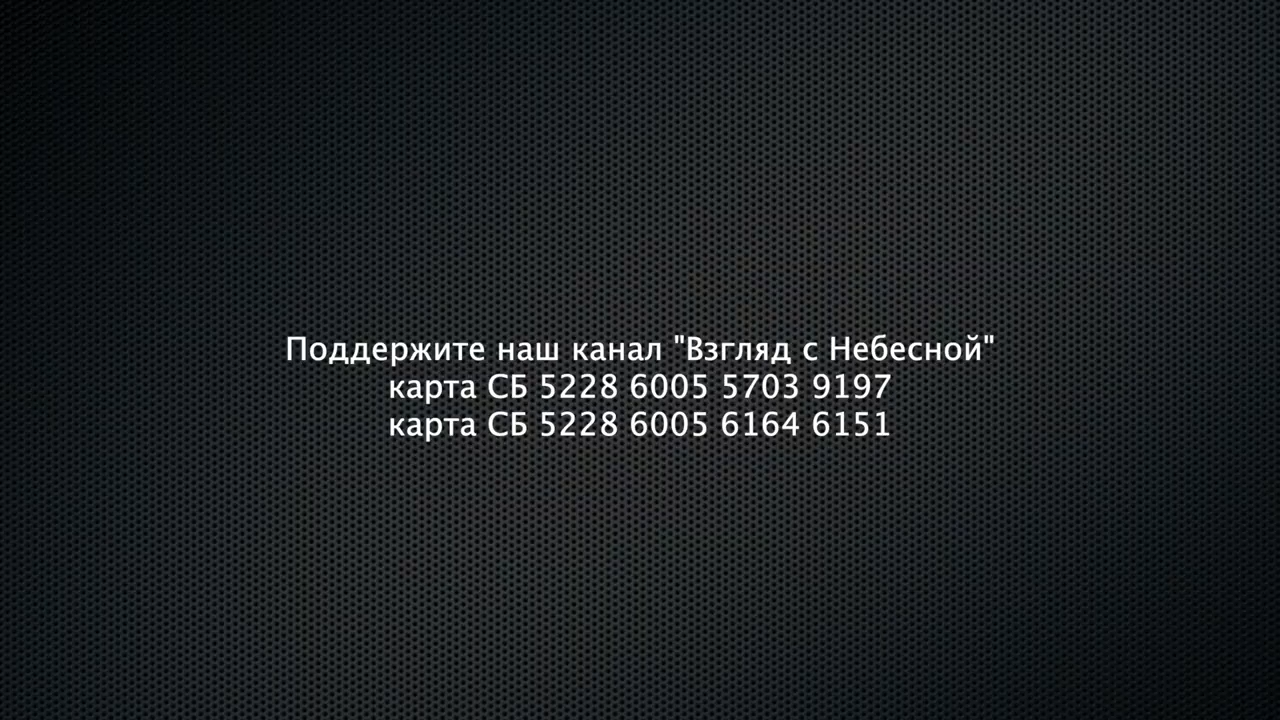 Поддержите наш канал "Взгляд с Небесной"
карта СБ 5228 6005 5703 9197
карта СБ 5228 6005 6164 6151